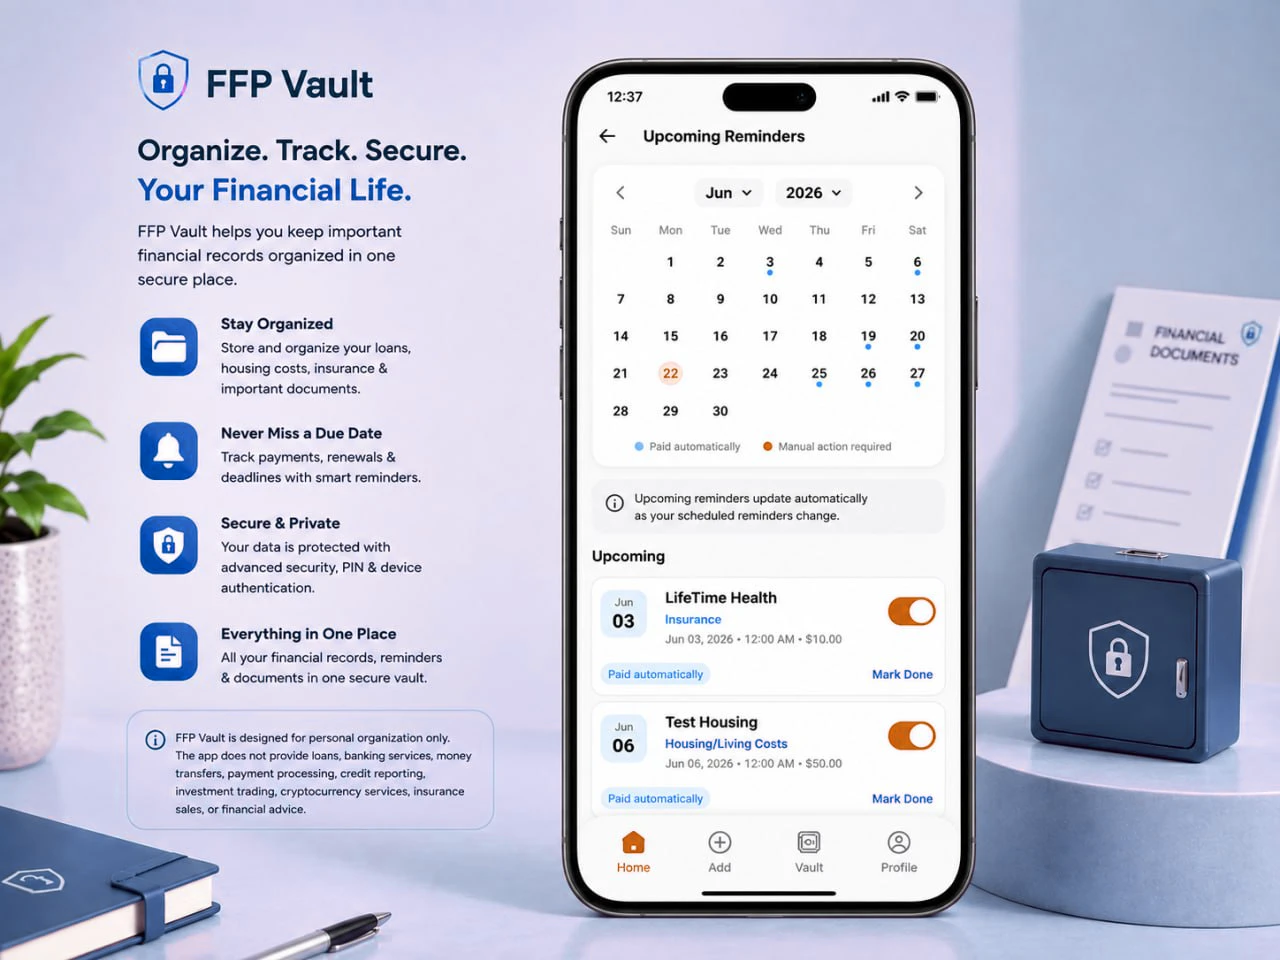 FFP Vault
Organize. Track. Secure.
Your Financial Life.
FFP Vault helps you keep important
financial records organized in one
secure place.
Stay Organized
Store and organize your loans,
housing costs, insurance &
important documents.
Never Miss a Due Date
Track payments, renewals &
deadlines with smart reminders.
Secure & Private
Your data is protected with
advanced security, PIN & device
authentication.
Everything in One Place
All your financial records, reminders
& documents in one secure vault.
FFP Vault is designed for personal organization only.
The app does not provide loans, banking services, money
transfers, payment processing, credit reporting,
investment trading, cryptocurrency services, insurance
sales, or financial advice.
12:37
Upcoming Reminders
Jun 2026
Sun Mon Tue Wed Thu Fri Sat
1 2 3 4 5 6
7 8 9 10 11 12 13
14 15 16 17 18 19 20
21 22 23 24 25 26 27
28 29 30
Paid automatically Manual action required
Upcoming reminders update automatically
as your scheduled reminders change.
Upcoming
Jun
03
LifeTime Health
Insurance
Jun 03, 2026 • 12:00 AM • $10.00
Paid automatically Mark Done
Jun
06
Test Housing
Housing/Living Costs
Jun 06, 2026 • 12:00 AM • $50.00
Paid automatically Mark Done
Home Add Vault Profile
FINANCIAL
DOCUMENTS